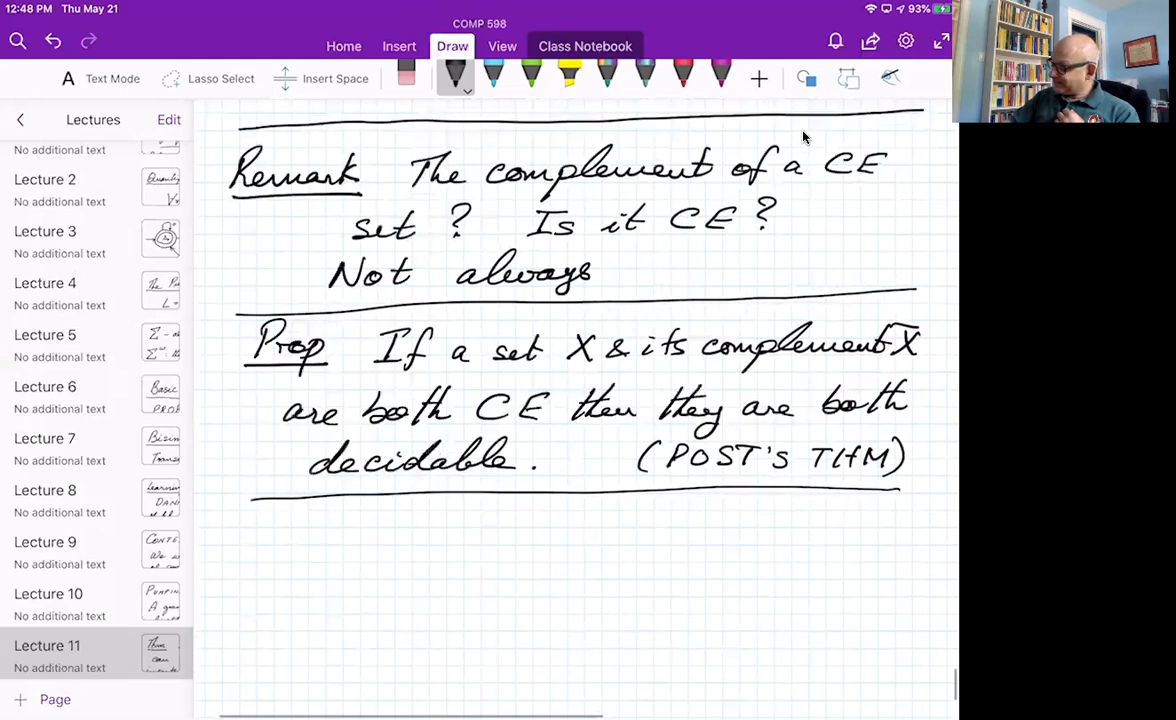 12:48 PM Thu May 21
93%
COMP 598
Home Insert Draw View Class Notebook
A Text Mode Lasso Select Insert Space
Lectures Edit
No additional text
Lecture 2
No additional text
Lecture 3
No additional text
Lecture 4
No additional text
Lecture 5
No additional text
Lecture 6
No additional text
Lecture 7
No additional text
Lecture 8
No additional text
Lecture 9
No additional text
Lecture 10
No additional text
Lecture 11
No additional text
+ Page
Remark The complement of a CE
set ? Is it CE ?
Not always
Prop If a set X & its complement X̅
are both CE then they are both
decidable. (POST'S THM)